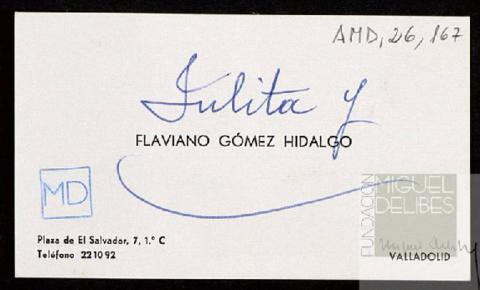 AMD, 26, 167
Julita y
FLAVIANO GÓMEZ HIDALGO
MD
Plaza de El Salvador, 7, 1.° C
Teléfono 221092
VALLADOLID
FUNDACIÓN
MIGUEL
DELIBES